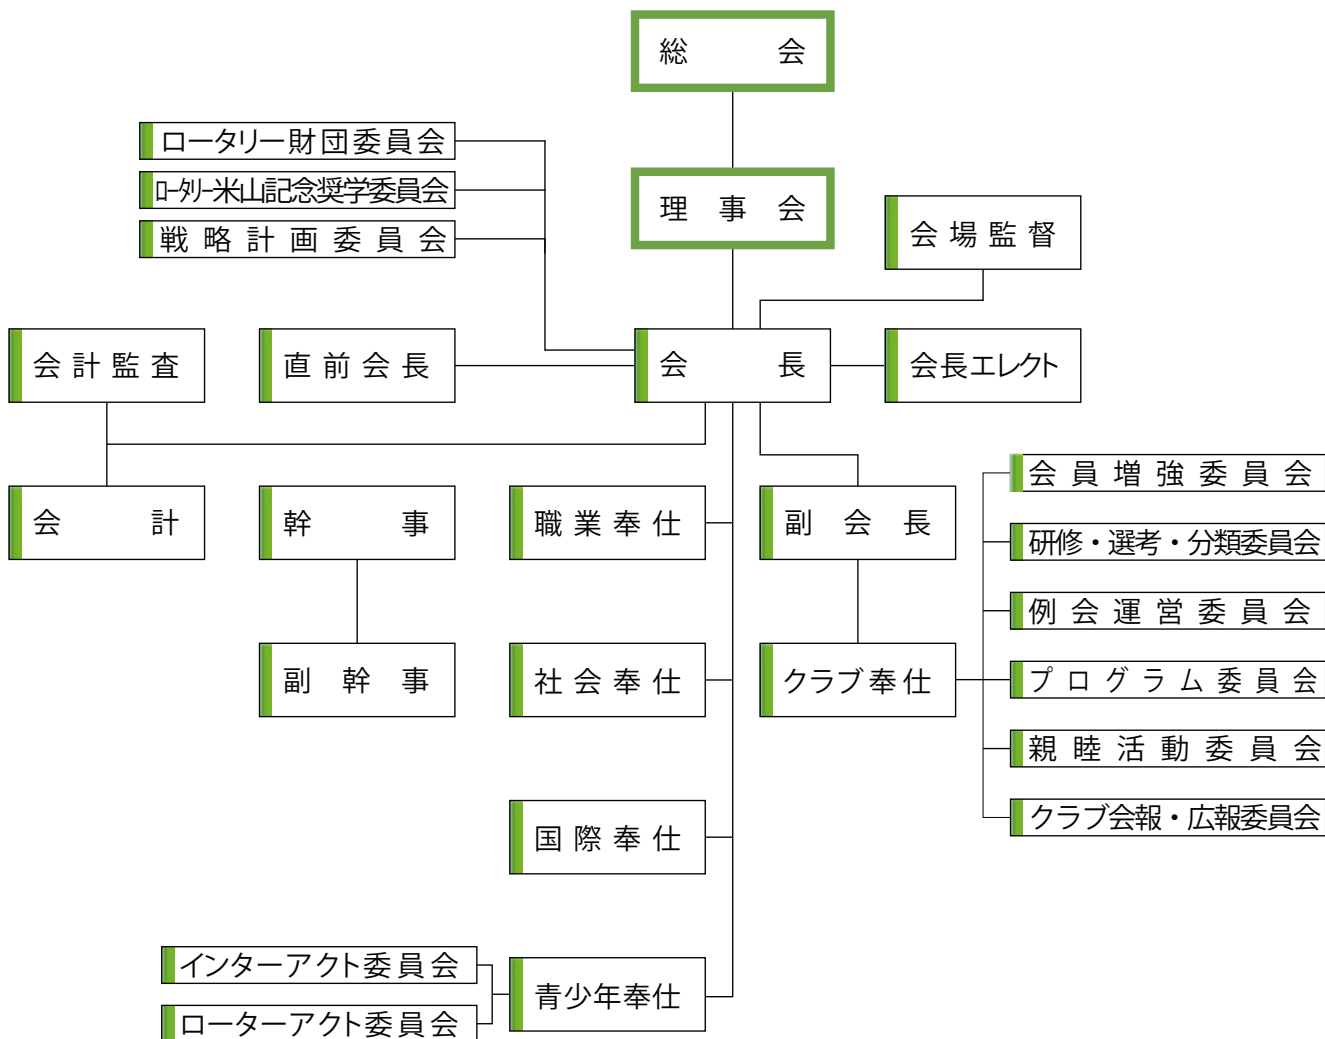 総会
ロータリー財団委員会
理事会
ロータリー米山記念奨学委員会
会場監督
戦略計画委員会
会計監査
直前会長
会長
会長エレクト
会員増強委員会
会計
幹事
職業奉仕
副会長
研修・選考・分類委員会
例会運営委員会
副幹事
社会奉仕
クラブ奉仕
プログラム委員会
親睦活動委員会
国際奉仕
クラブ会報・広報委員会
インターアクト委員会
青少年奉仕
ローターアクト委員会